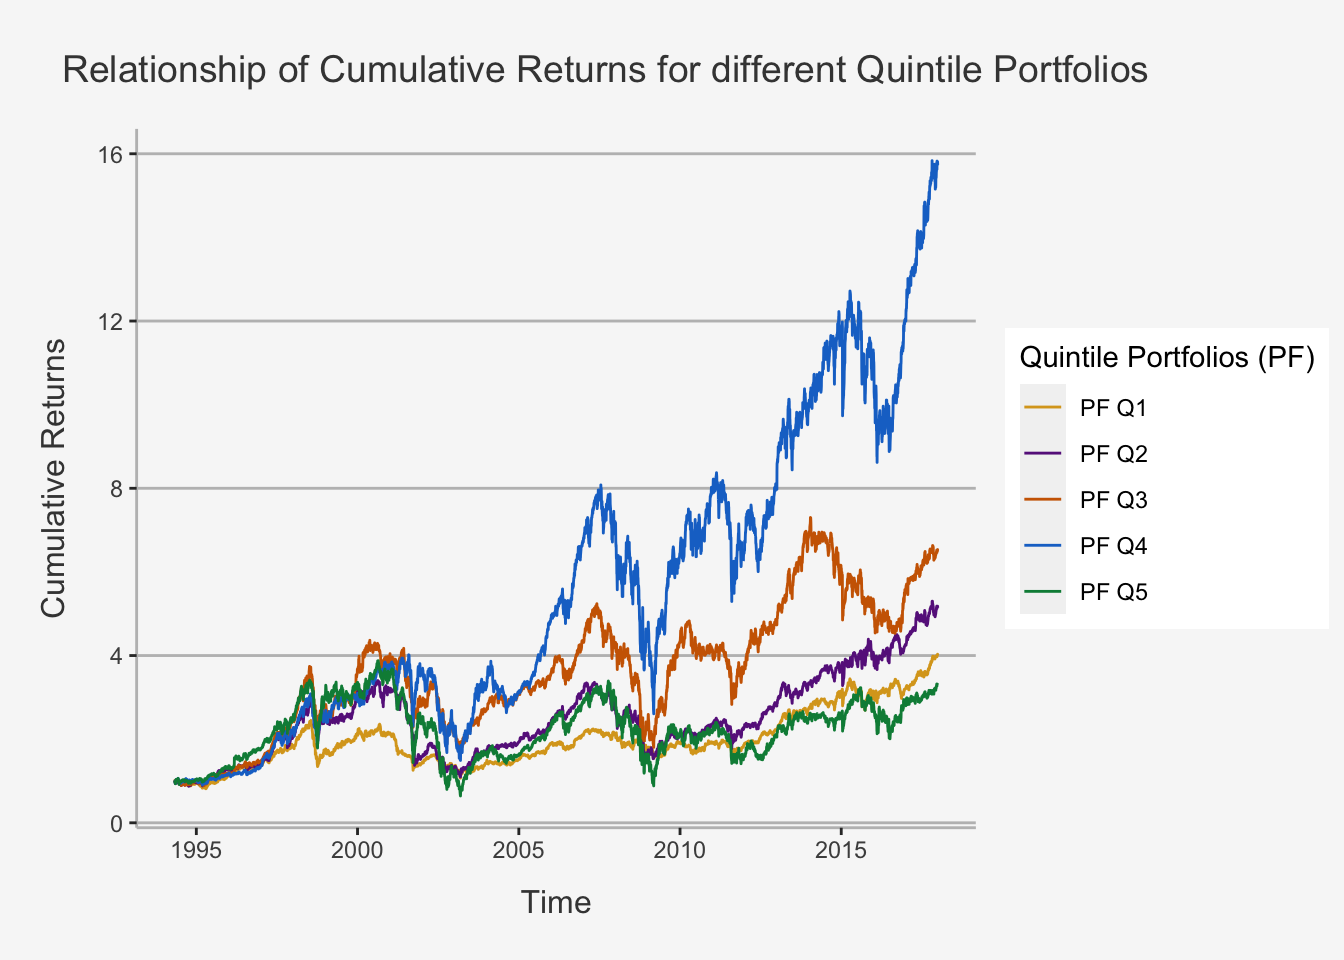 Relationship of Cumulative Returns for different Quintile Portfolios
Cumulative Returns
16
12
8
4
0
1995
2000
2005
2010
2015
Time
Quintile Portfolios (PF)
PF Q1
PF Q2
PF Q3
PF Q4
PF Q5